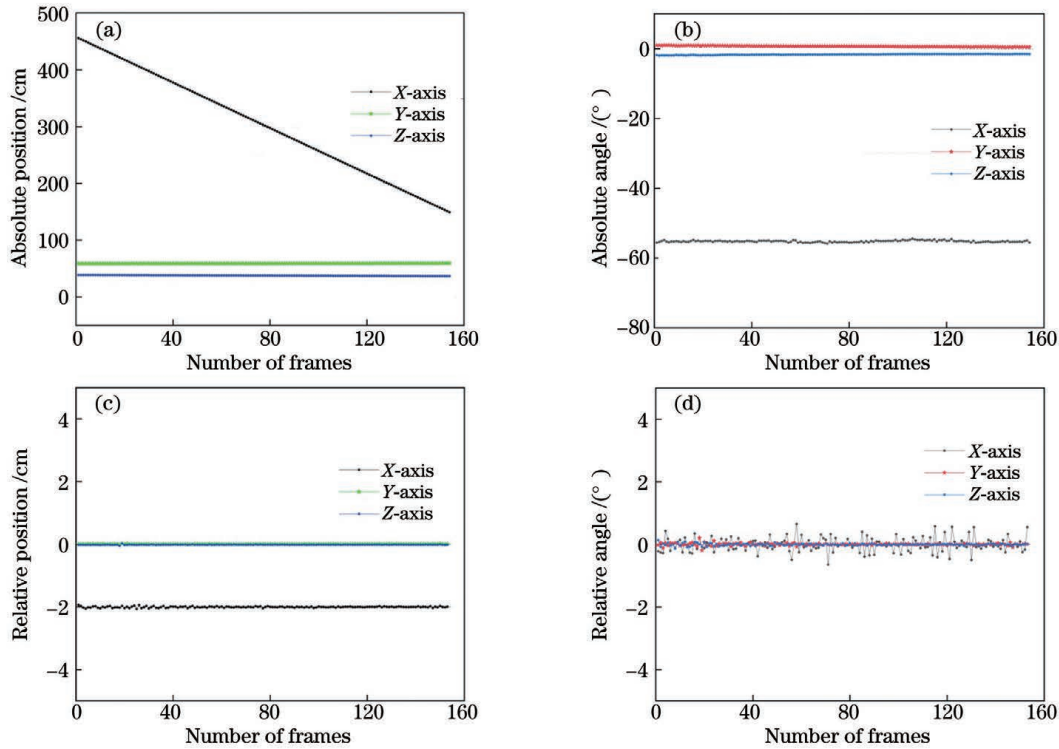 (a)
500
400
300
200
100
0
Absolute position /cm
X-axis
Y-axis
Z-axis
0 40 80 120 160
Number of frames
(b)
0
−20
−40
−60
−80
Absolute angle /(°)
X-axis
Y-axis
Z-axis
0 40 80 120 160
Number of frames
(c)
4
2
0
−2
−4
Relative position /cm
X-axis
Y-axis
Z-axis
0 40 80 120 160
Number of frames
(d)
4
2
0
−2
−4
Relative angle /(°)
X-axis
Y-axis
Z-axis
0 40 80 120 160
Number of frames